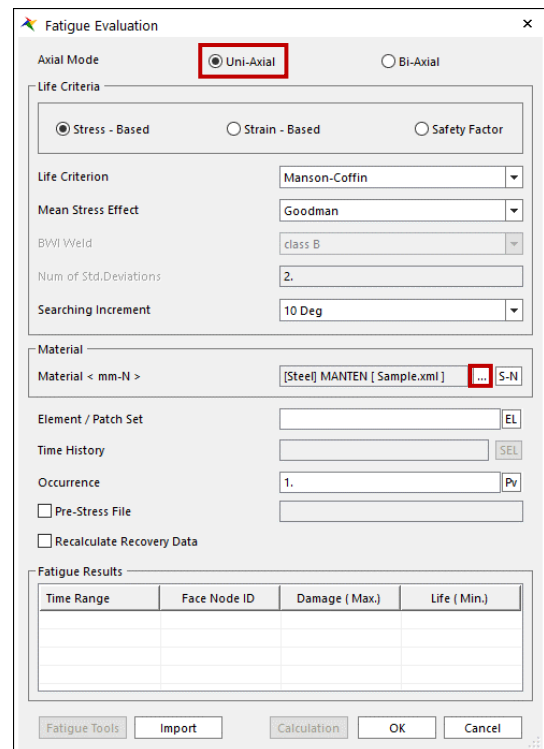 Fatigue Evaluation
Axial Mode Uni-Axial Bi-Axial
Life Criteria
Stress - Based Strain - Based Safety Factor
Life Criterion Manson-Coffin
Mean Stress Effect Goodman
BWI Weld class B
Num of Std.Deviations 2.
Searching Increment 10 Deg
Material
Material < mm-N > [Steel] MANTEN [ Sample.xml ] ... S-N
Element / Patch Set EL
Time History SEL
Occurrence 1. Pv
Pre-Stress File
Recalculate Recovery Data
Fatigue Results
Time Range Face Node ID Damage ( Max.) Life ( Min.)
Fatigue Tools Import Calculation OK Cancel